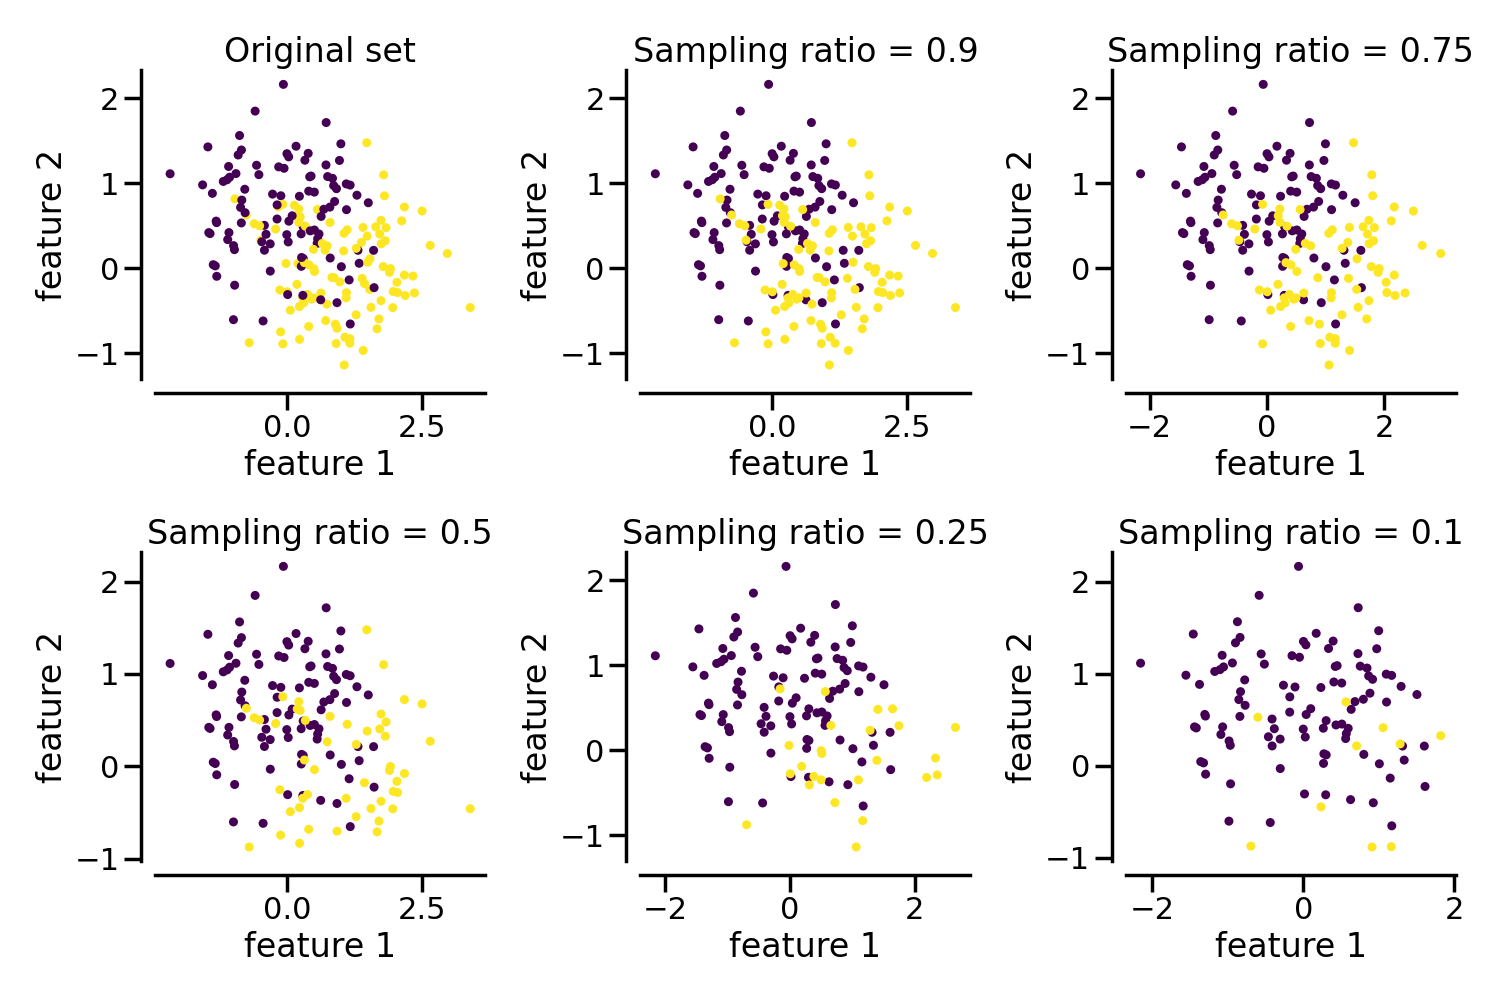 Original set
Sampling ratio = 0.9
Sampling ratio = 0.75
feature 2
2
1
0
−1
0.0
2.5
feature 1
feature 2
2
1
0
−1
0.0
2.5
feature 1
feature 2
2
1
0
−1
−2
0
2
feature 1
Sampling ratio = 0.5
Sampling ratio = 0.25
Sampling ratio = 0.1
feature 2
2
1
0
−1
0.0
2.5
feature 1
feature 2
2
1
0
−1
−2
0
2
feature 1
feature 2
2
1
0
−1
−2
0
2
feature 1